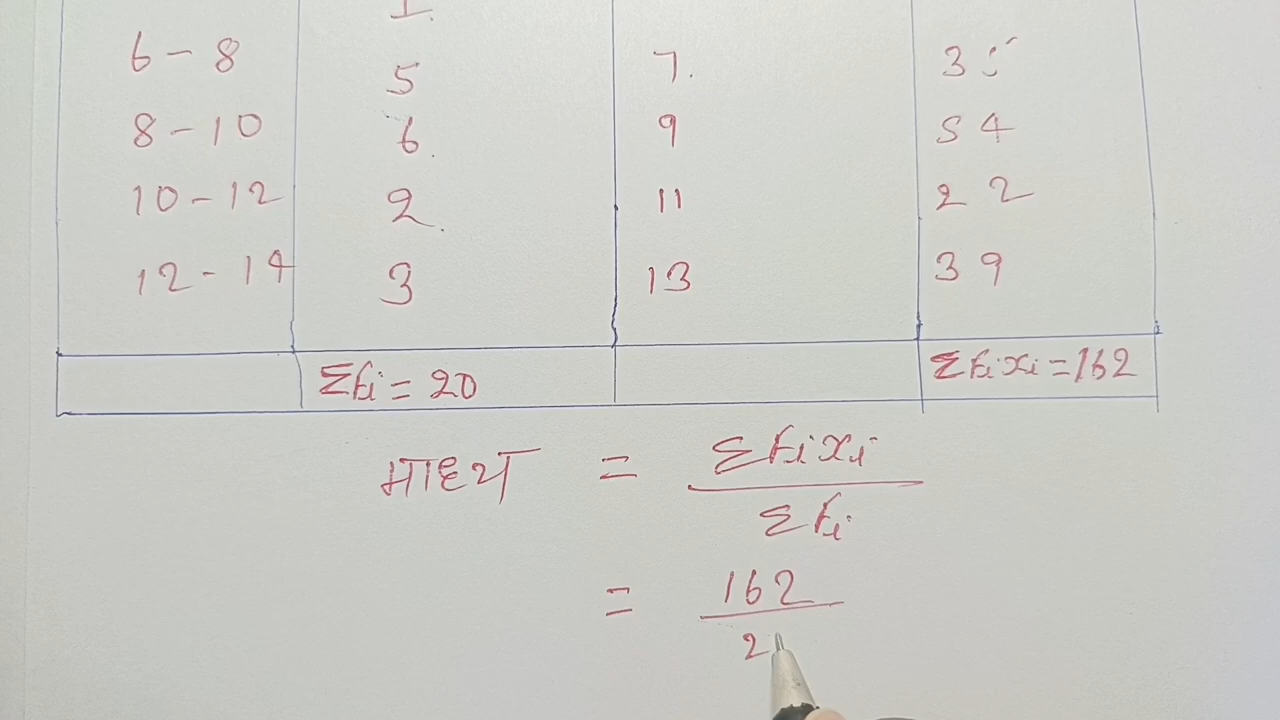 1.
6 - 8 5 7. 35
8 - 10 6. 9 54
10 - 12 2. 11 22
12 - 14 3 13 39
Σfi = 20 Σfixi = 162
माध्य = Σfixi
Σfi
= 162
2